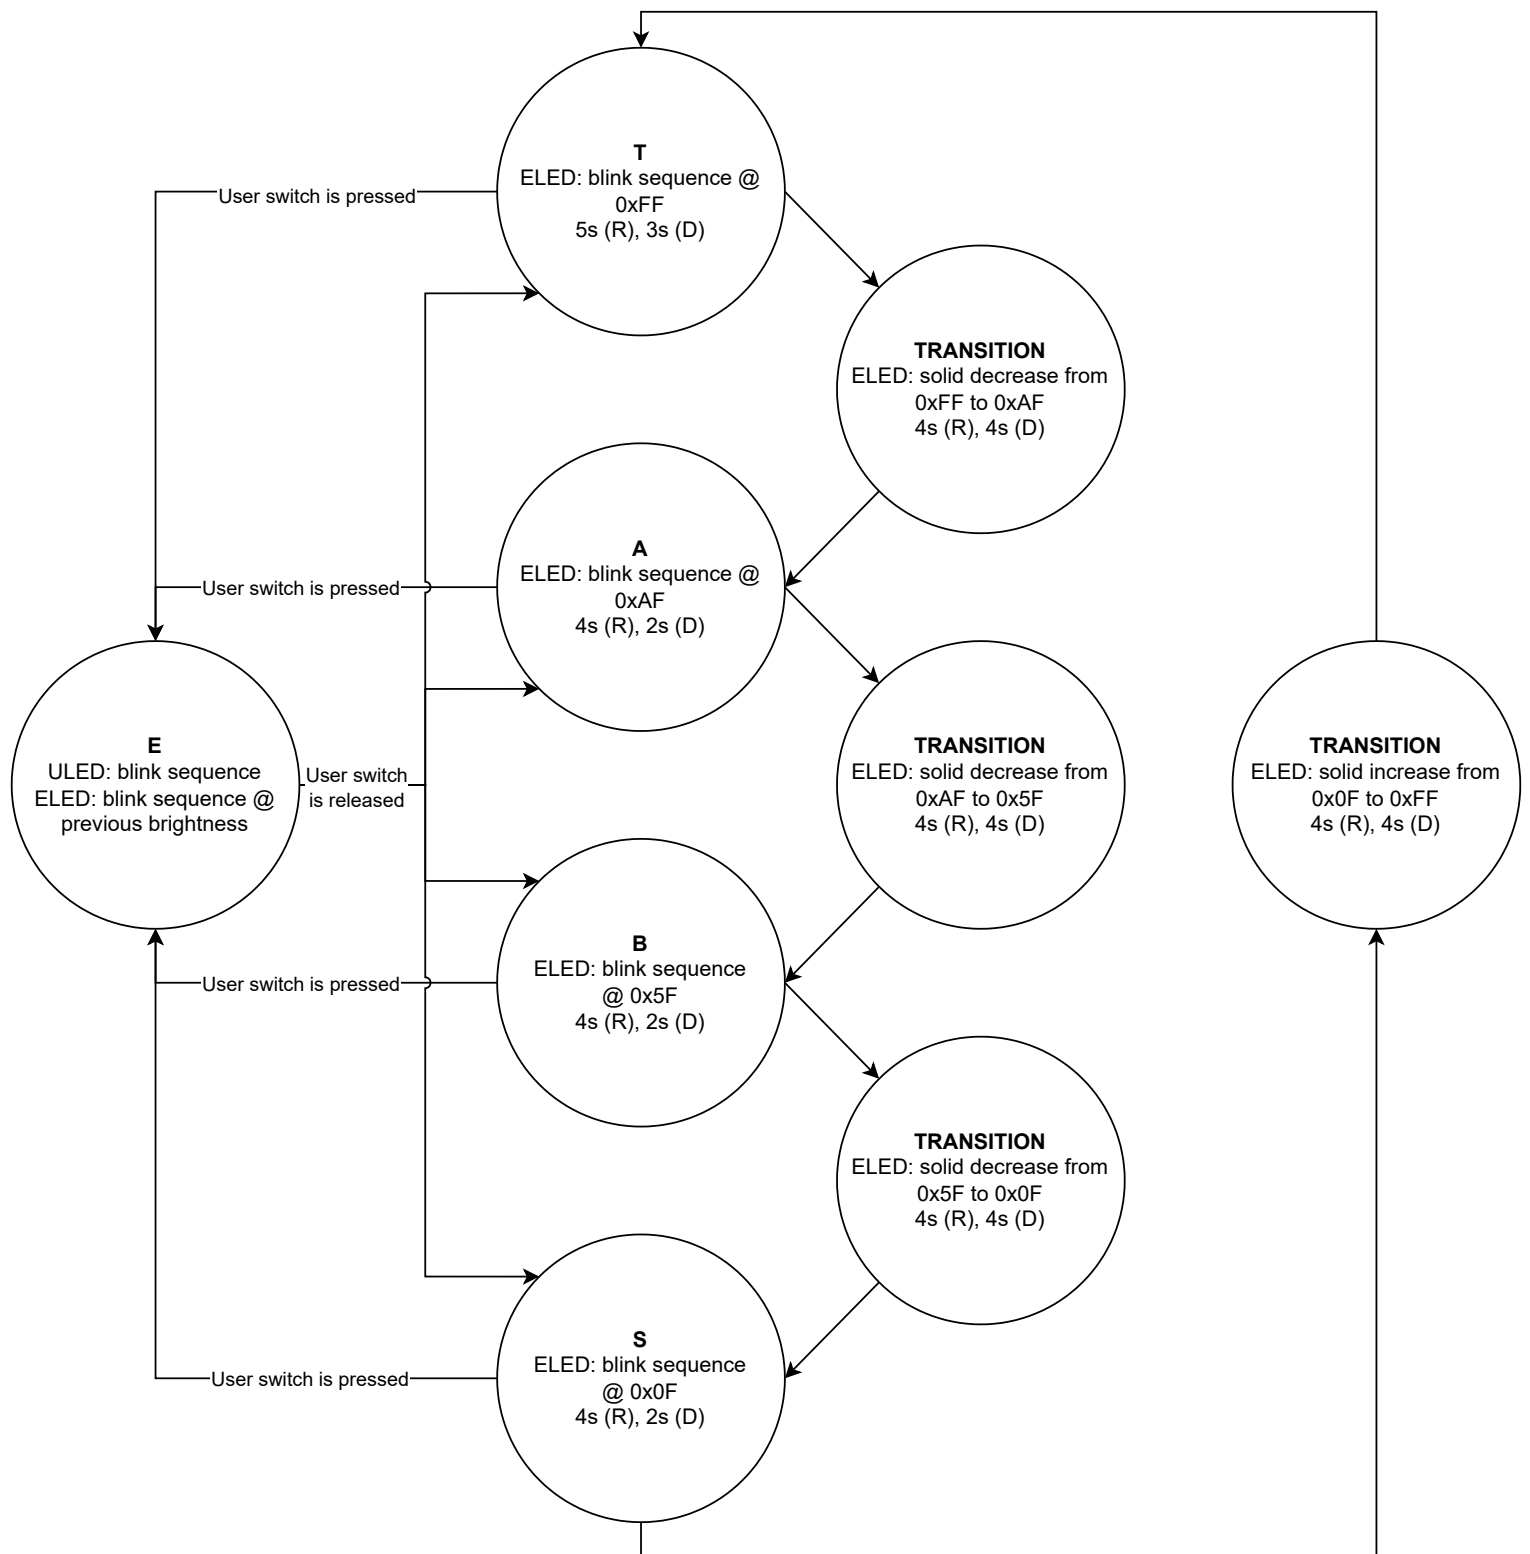 T
ELED: blink sequence @
0xFF
5s (R), 3s (D)
User switch is pressed
TRANSITION
ELED: solid decrease from
0xFF to 0xAF
4s (R), 4s (D)
A
ELED: blink sequence @
0xAF
4s (R), 2s (D)
User switch is pressed
E
ULED: blink sequence
ELED: blink sequence @
previous brightness
User switch
is released
TRANSITION
ELED: solid decrease from
0xAF to 0x5F
4s (R), 4s (D)
TRANSITION
ELED: solid increase from
0x0F to 0xFF
4s (R), 4s (D)
B
ELED: blink sequence
@ 0x5F
4s (R), 2s (D)
User switch is pressed
TRANSITION
ELED: solid decrease from
0x5F to 0x0F
4s (R), 4s (D)
S
ELED: blink sequence
@ 0x0F
4s (R), 2s (D)
User switch is pressed